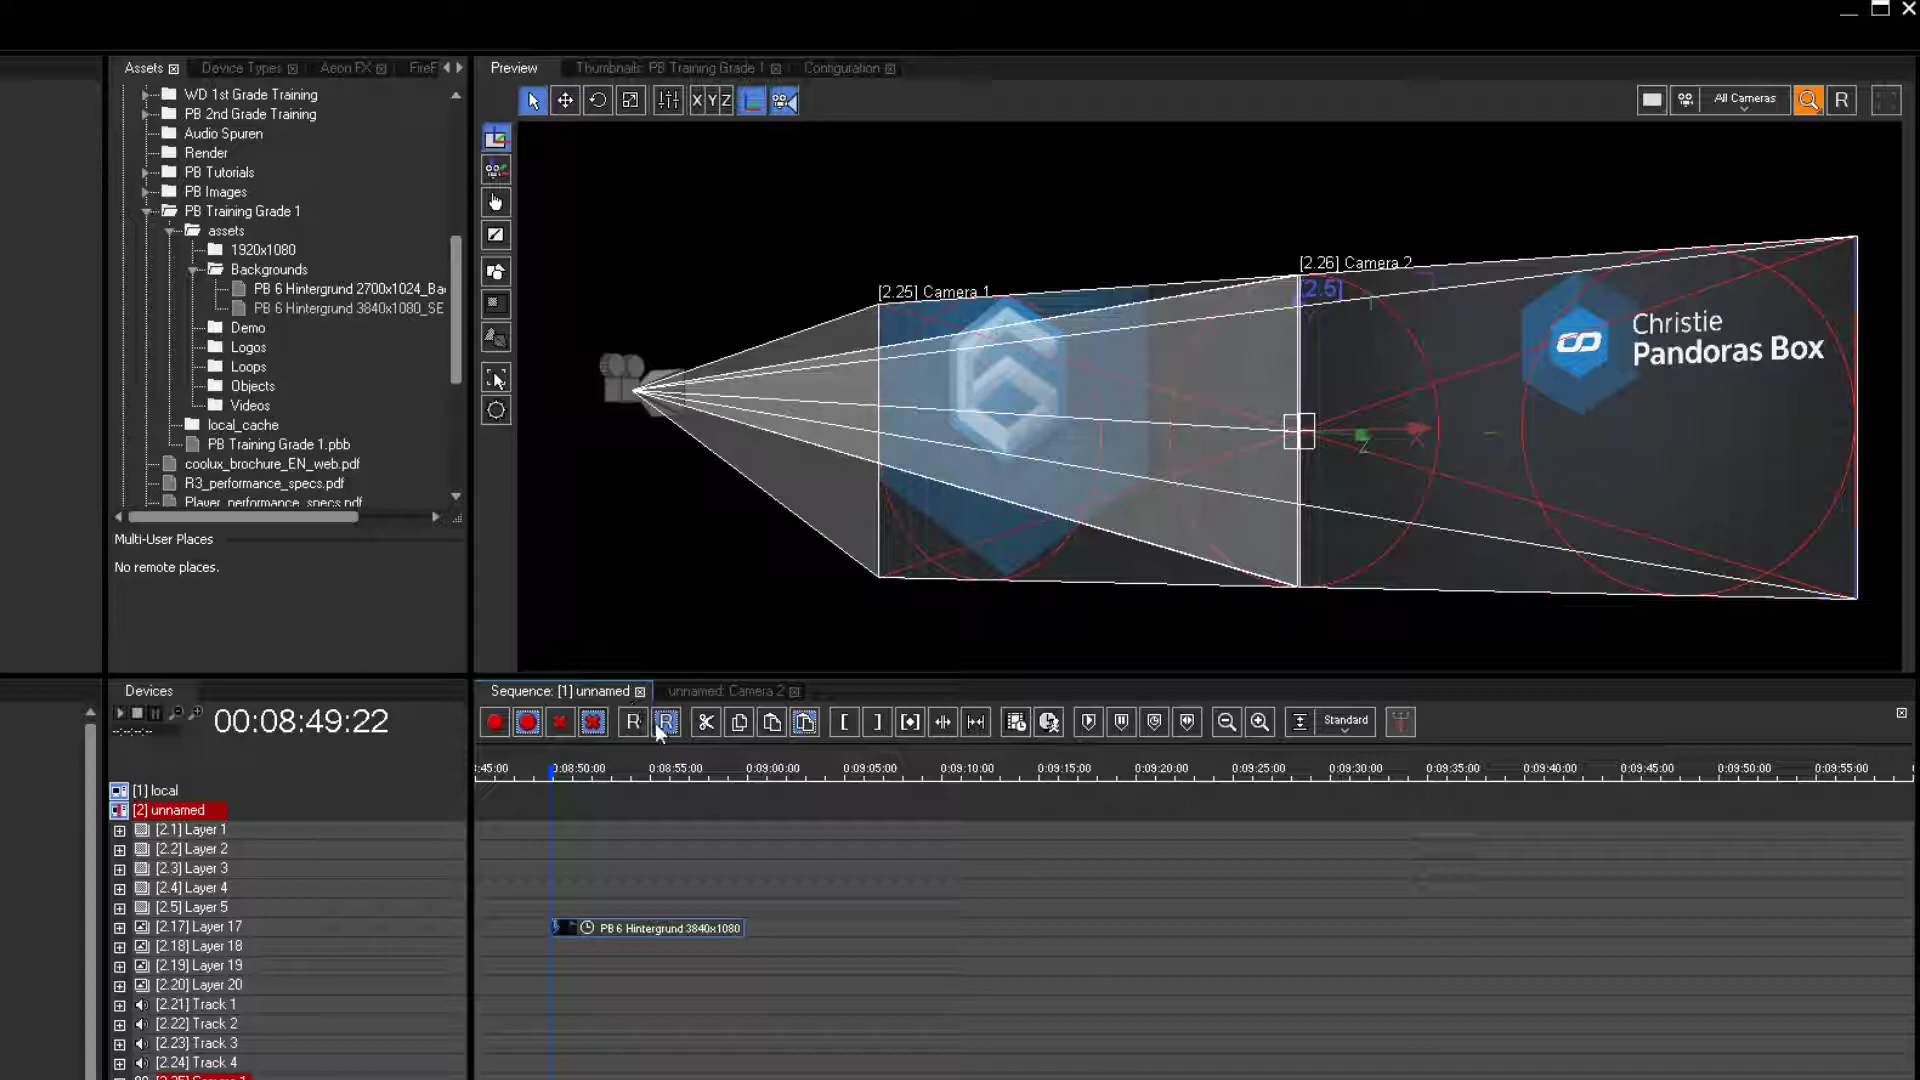 Assets
Device Types
Aeon FX
FireF
WD 1st Grade Training
PB 2nd Grade Training
Audio Spuren
Render
PB Tutorials
PB Images
PB Training Grade 1
assets
1920x1080
Backgrounds
PB 6 Hintergrund 2700x1024_Ba
PB 6 Hintergrund 3840x1080_SE
Demo
Logos
Loops
Objects
Videos
local_cache
PB Training Grade 1.pbb
coolux_brochure_EN_web.pdf
R3_performance_specs.pdf
Player_performance_specs.pdf
Multi-User Places
No remote places.
Preview
Thumbnails: PB Training Grade 1
Configuration
X Y Z
All Cameras
R
[2.25] Camera 1
[2.26] Camera 2
[2.5]
Christie
Pandoras Box
X
Z
Devices
00:08:49:22
[1] local
[2] unnamed
[2.1] Layer 1
[2.2] Layer 2
[2.3] Layer 3
[2.4] Layer 4
[2.5] Layer 5
[2.17] Layer 17
[2.18] Layer 18
[2.19] Layer 19
[2.20] Layer 20
[2.21] Track 1
[2.22] Track 2
[2.23] Track 3
[2.24] Track 4
Sequence: [1] unnamed
unnamed: Camera 2
R R
Standard
:45:00 0:08:50:00 0:08:55:00 0:09:00:00 0:09:05:00 0:09:10:00 0:09:15:00 0:09:20:00 0:09:25:00 0:09:30:00 0:09:35:00 0:09:40:00 0:09:45:00 0:09:50:00 0:09:55:00
PB 6 Hintergrund 3840x1080